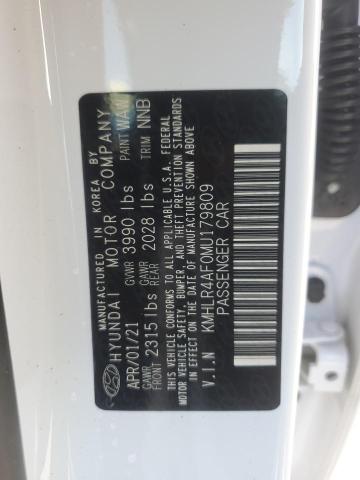 MANUFACTURED IN KOREA BY
HYUNDAI MOTOR COMPANY
APR/01/21 GVWR 3990 lbs PAINT WAW
GAWR FRONT 2315 lbs GAWR REAR 2028 lbs TRIM NNB
THIS VEHICLE CONFORMS TO ALL APPLICABLE U.S.A. FEDERAL
MOTOR VEHICLE SAFETY, BUMPER, AND THEFT PREVENTION STANDARDS
IN EFFECT ON THE DATE OF MANUFACTURE SHOWN ABOVE
V.I.N KMHLR4AF0MU179809
PASSENGER CAR